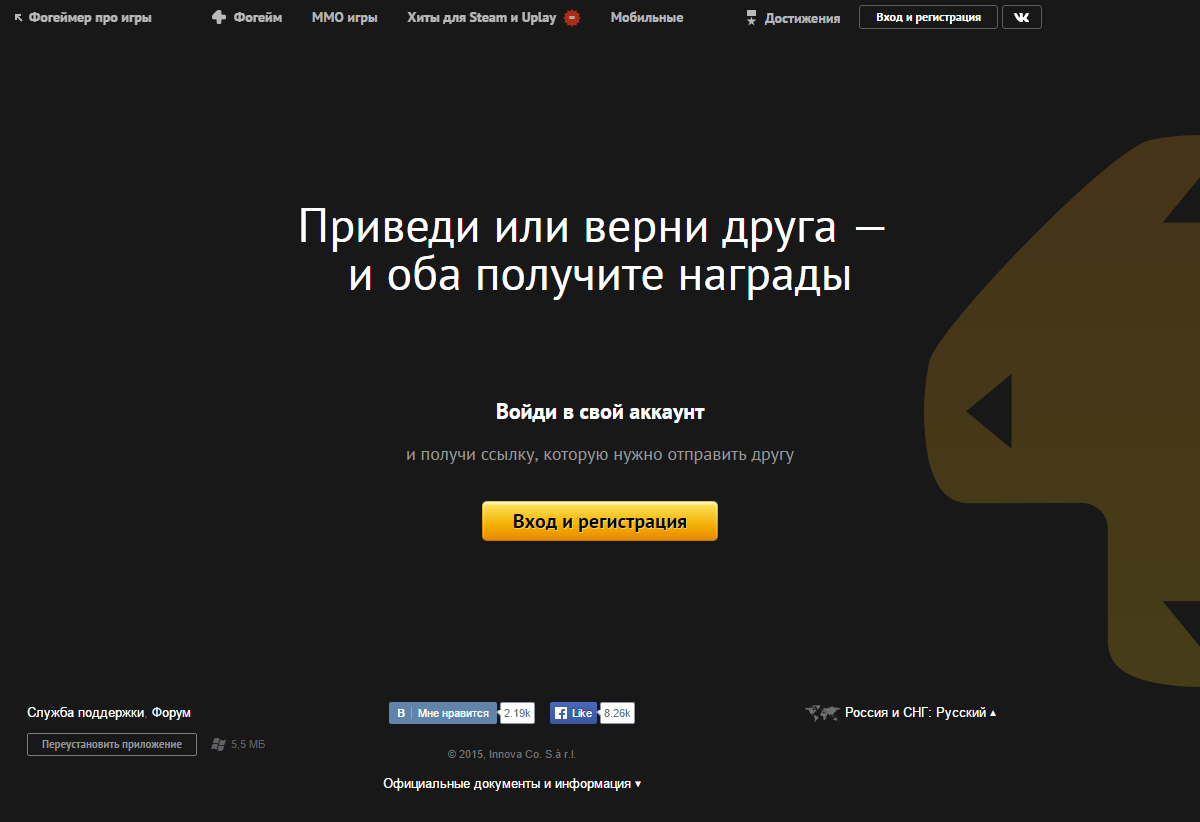 Фогеймер про игры
Фогейм
ММО игры
Хиты для Steam и Uplay
Мобильные
Достижения
Вход и регистрация
Приведи или верни друга —
и оба получите награды
Войди в свой аккаунт
и получи ссылку, которую нужно отправить другу
Вход и регистрация
Служба поддержки, Форум
В Мне нравится 2.19k
Like 8.26k
Россия и СНГ: Русский ▴
Переустановить приложение
5,5 МБ
© 2015, Innova Co. S.à r.l.
Официальные документы и информация ▾